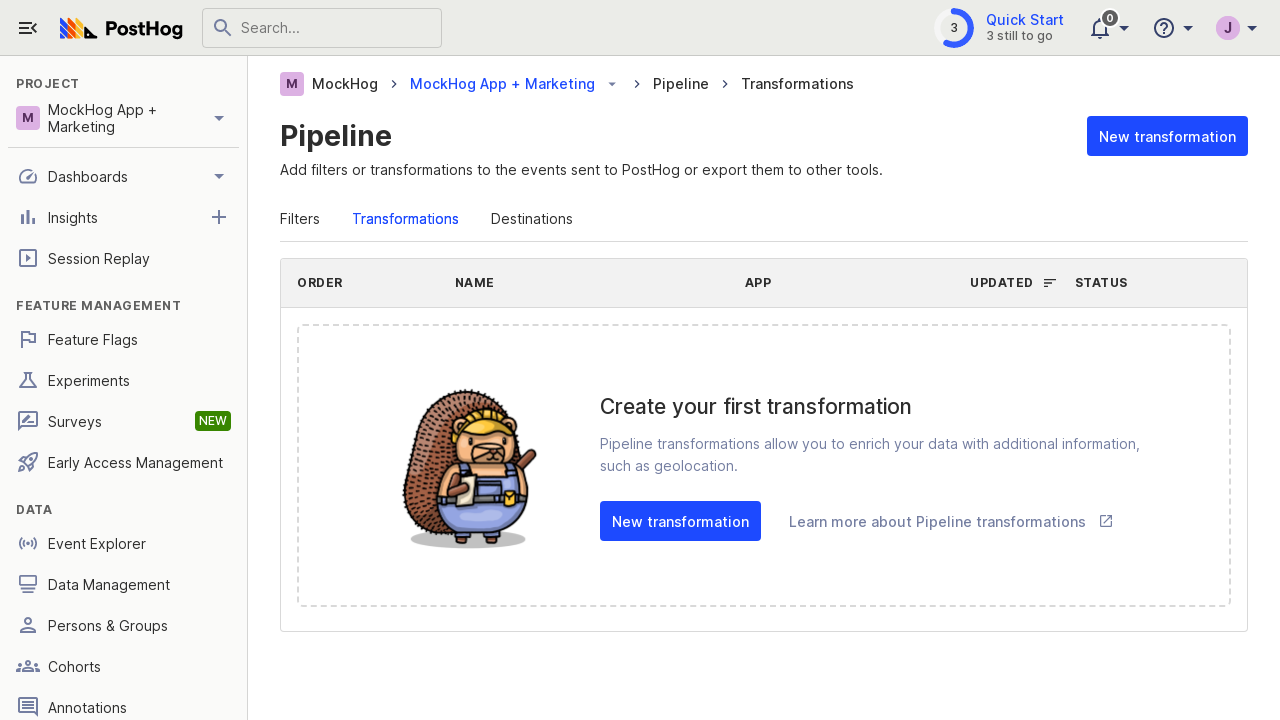 PostHog
Search...
3
Quick Start
3 still to go
0
J
PROJECT
M
MockHog App +
Marketing
Dashboards
Insights
Session Replay
FEATURE MANAGEMENT
Feature Flags
Experiments
Surveys
NEW
Early Access Management
DATA
Event Explorer
Data Management
Persons & Groups
Cohorts
Annotations
M
MockHog
MockHog App + Marketing
Pipeline
Transformations
Pipeline
New transformation
Add filters or transformations to the events sent to PostHog or export them to other tools.
Filters
Transformations
Destinations
ORDER
NAME
APP
UPDATED
STATUS
Create your first transformation
Pipeline transformations allow you to enrich your data with additional information,
such as geolocation.
New transformation
Learn more about Pipeline transformations